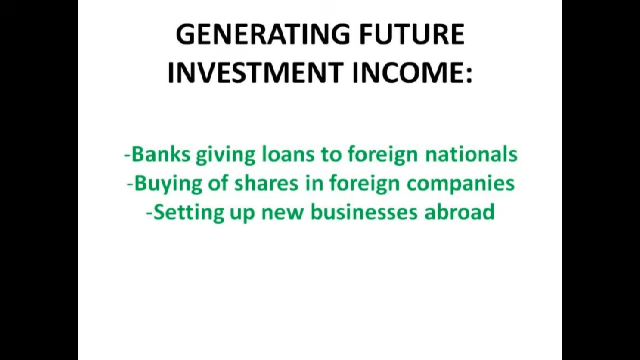 GENERATING FUTURE
INVESTMENT INCOME:
-Banks giving loans to foreign nationals
-Buying of shares in foreign companies
-Setting up new businesses abroad